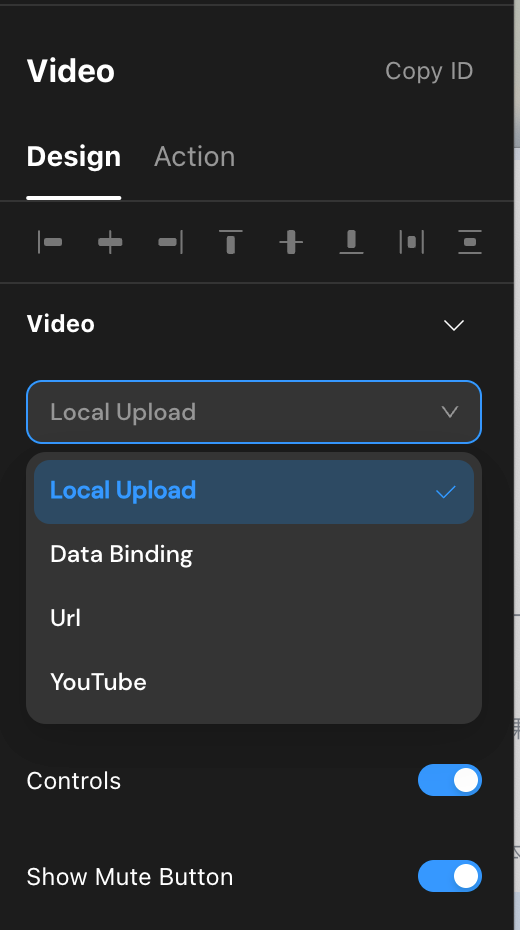 Video
Copy ID
Design
Action
Video
Local Upload
Local Upload
Data Binding
Url
YouTube
Controls
Show Mute Button